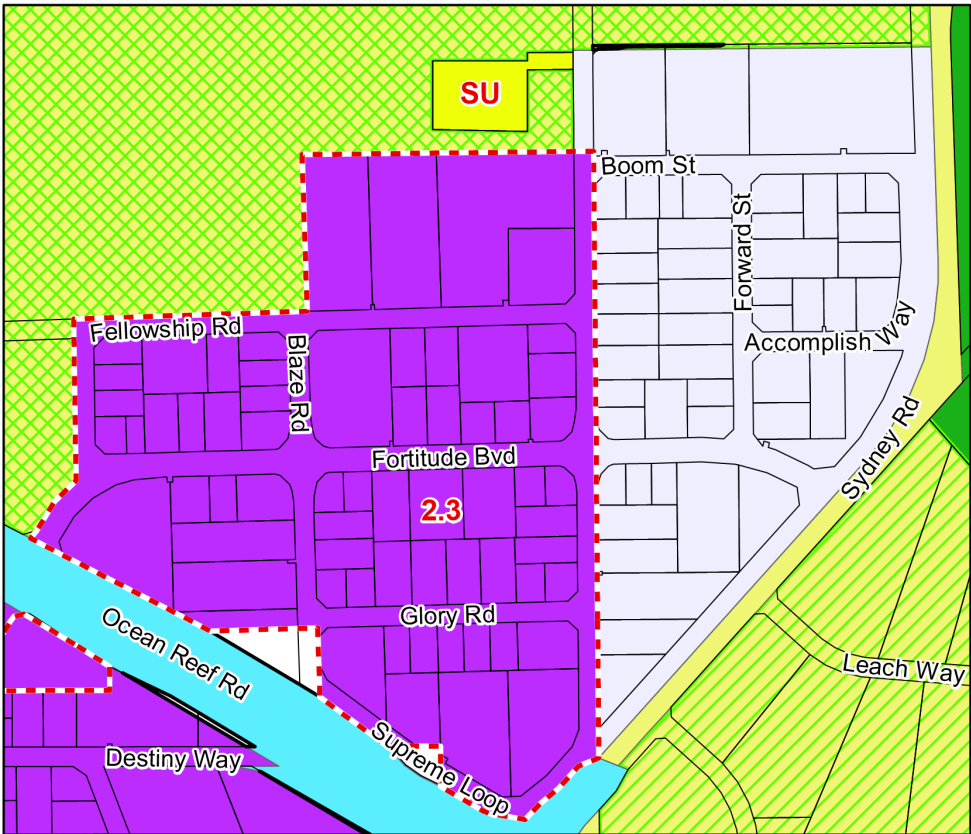 SU
Boom St
Forward St
Fellowship Rd
Blaze Rd
Accomplish Way
Sydney Rd
Fortitude Bvd
2.3
Glory Rd
Ocean Reef Rd
Leach Way
Supreme Loop
Destiny Way